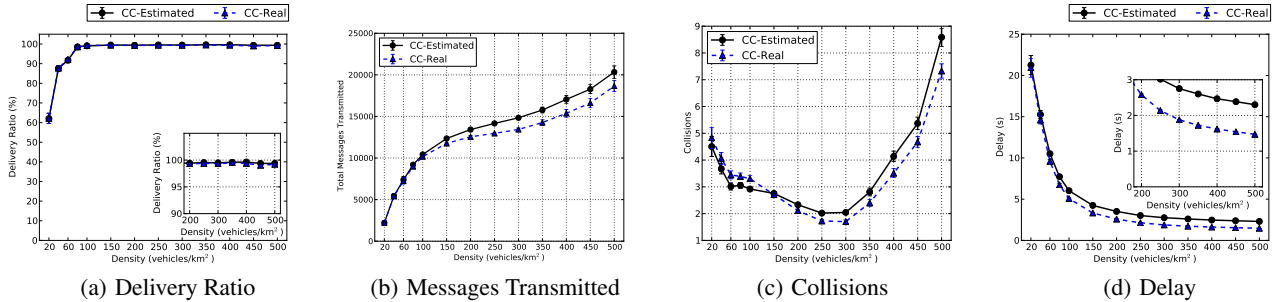 CC-Estimated CC-Real
Delivery Ratio (%)
100
90
80
70
60
50
40
30
20
10
0
Delivery Ratio (%)
100
95
90
200 300 400 500
Density (vehicles/km²)
20 60 100 150 200 250 300 350 400 450 500
Density (vehicles/km²)
(a) Delivery Ratio
CC-Estimated
CC-Real
Total Messages Transmitted
25000
20000
15000
10000
5000
0
20 60 100 150 200 250 300 350 400 450 500
Density (vehicles/km²)
(b) Messages Transmitted
CC-Estimated
CC-Real
Collisions
9
8
7
6
5
4
3
2
1
20 60 100 150 200 250 300 350 400 450 500
Density (vehicles/km²)
(c) Collisions
CC-Estimated CC-Real
Delay (s)
25
20
15
10
5
0
Delay (s)
3
2
1
0
200 300 400 500
Density (vehicles/km²)
20 60 100 150 200 250 300 350 400 450 500
Density (vehicles/km²)
(d) Delay